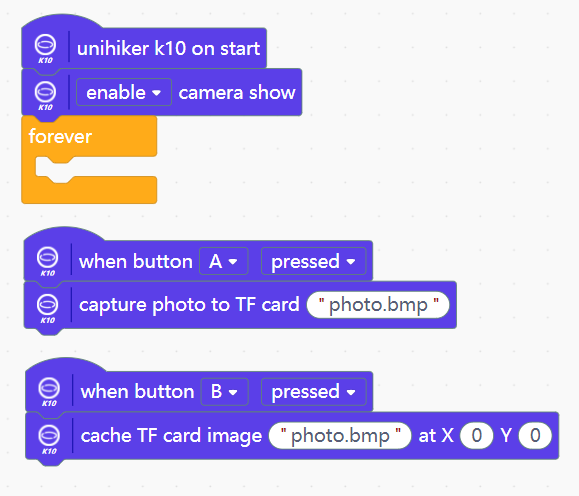 K10 unihiker k10 on start
K10 enable camera show
forever
K10 when button A pressed
K10 capture photo to TF card "photo.bmp"
K10 when button B pressed
K10 cache TF card image "photo.bmp" at X 0 Y 0